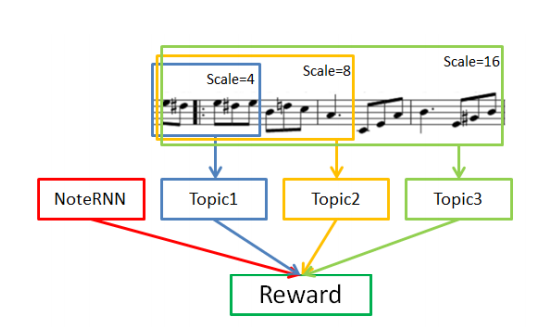 Scale=4
Scale=8
Scale=16
NoteRNN
Topic1
Topic2
Topic3
Reward